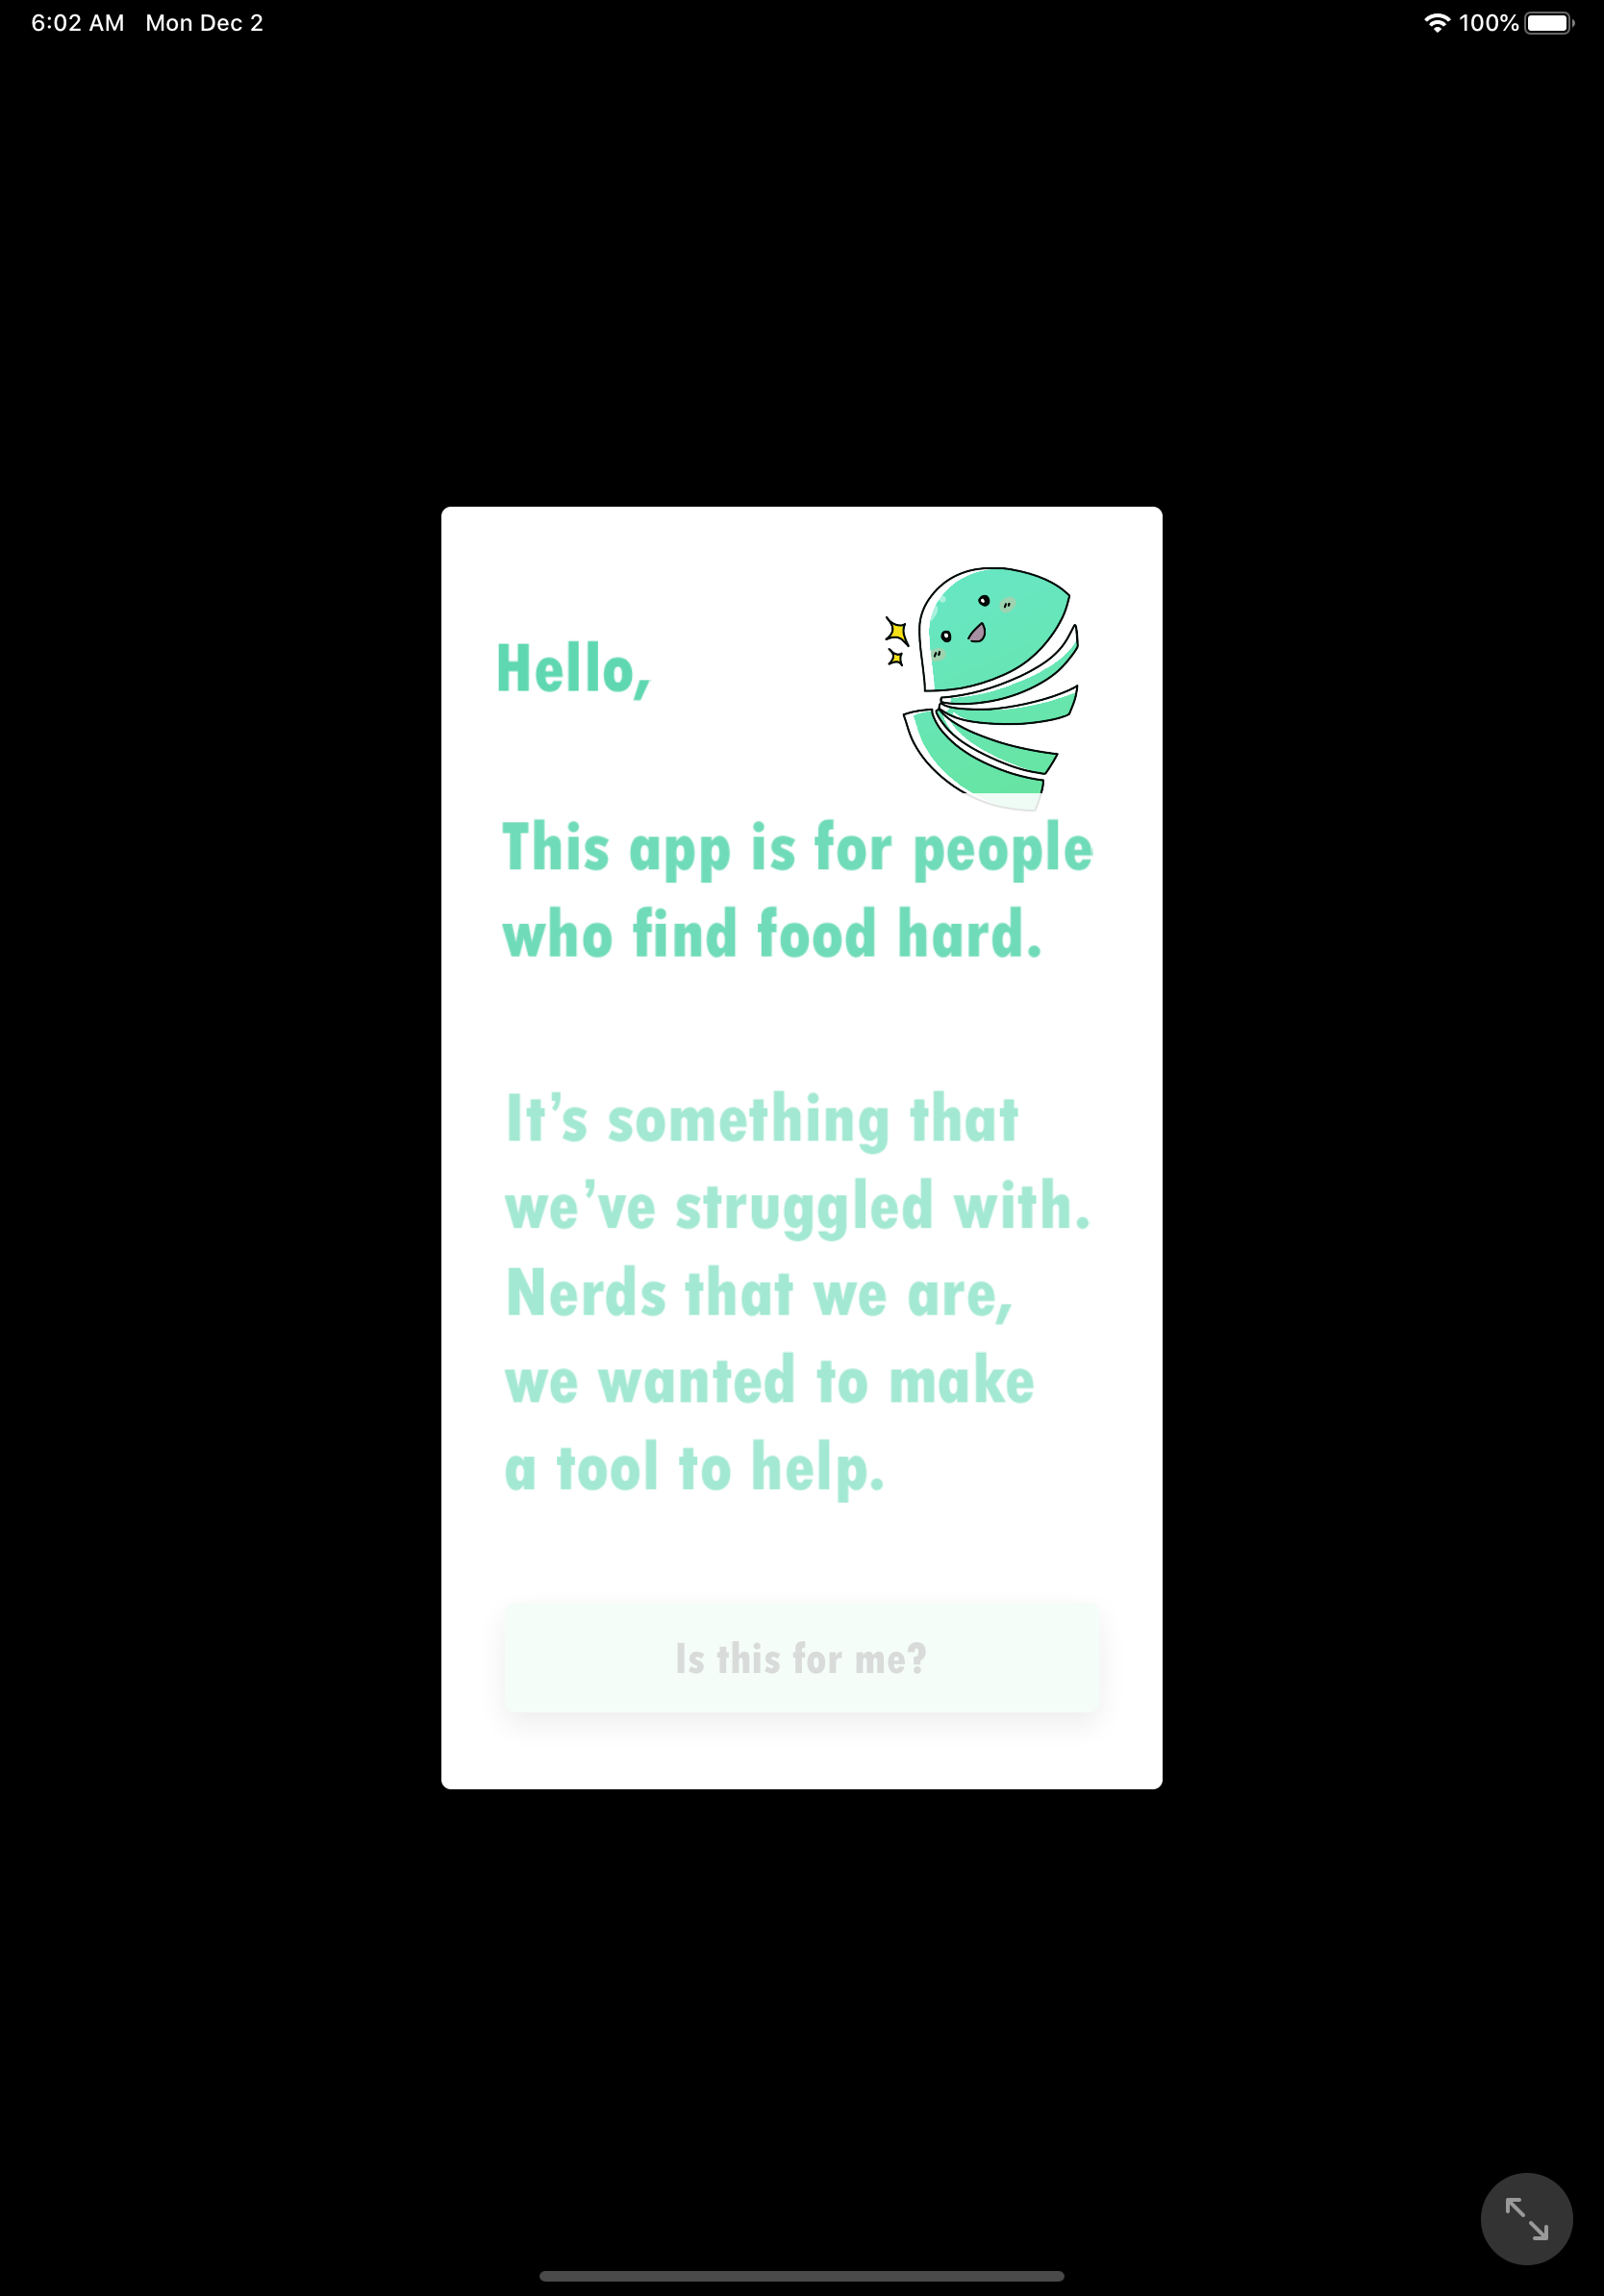 6:02 AM Mon Dec 2
100%
Hello,
This app is for people
who find food hard.
It’s something that
we’ve struggled with.
Nerds that we are,
we wanted to make
a tool to help.
Is this for me?